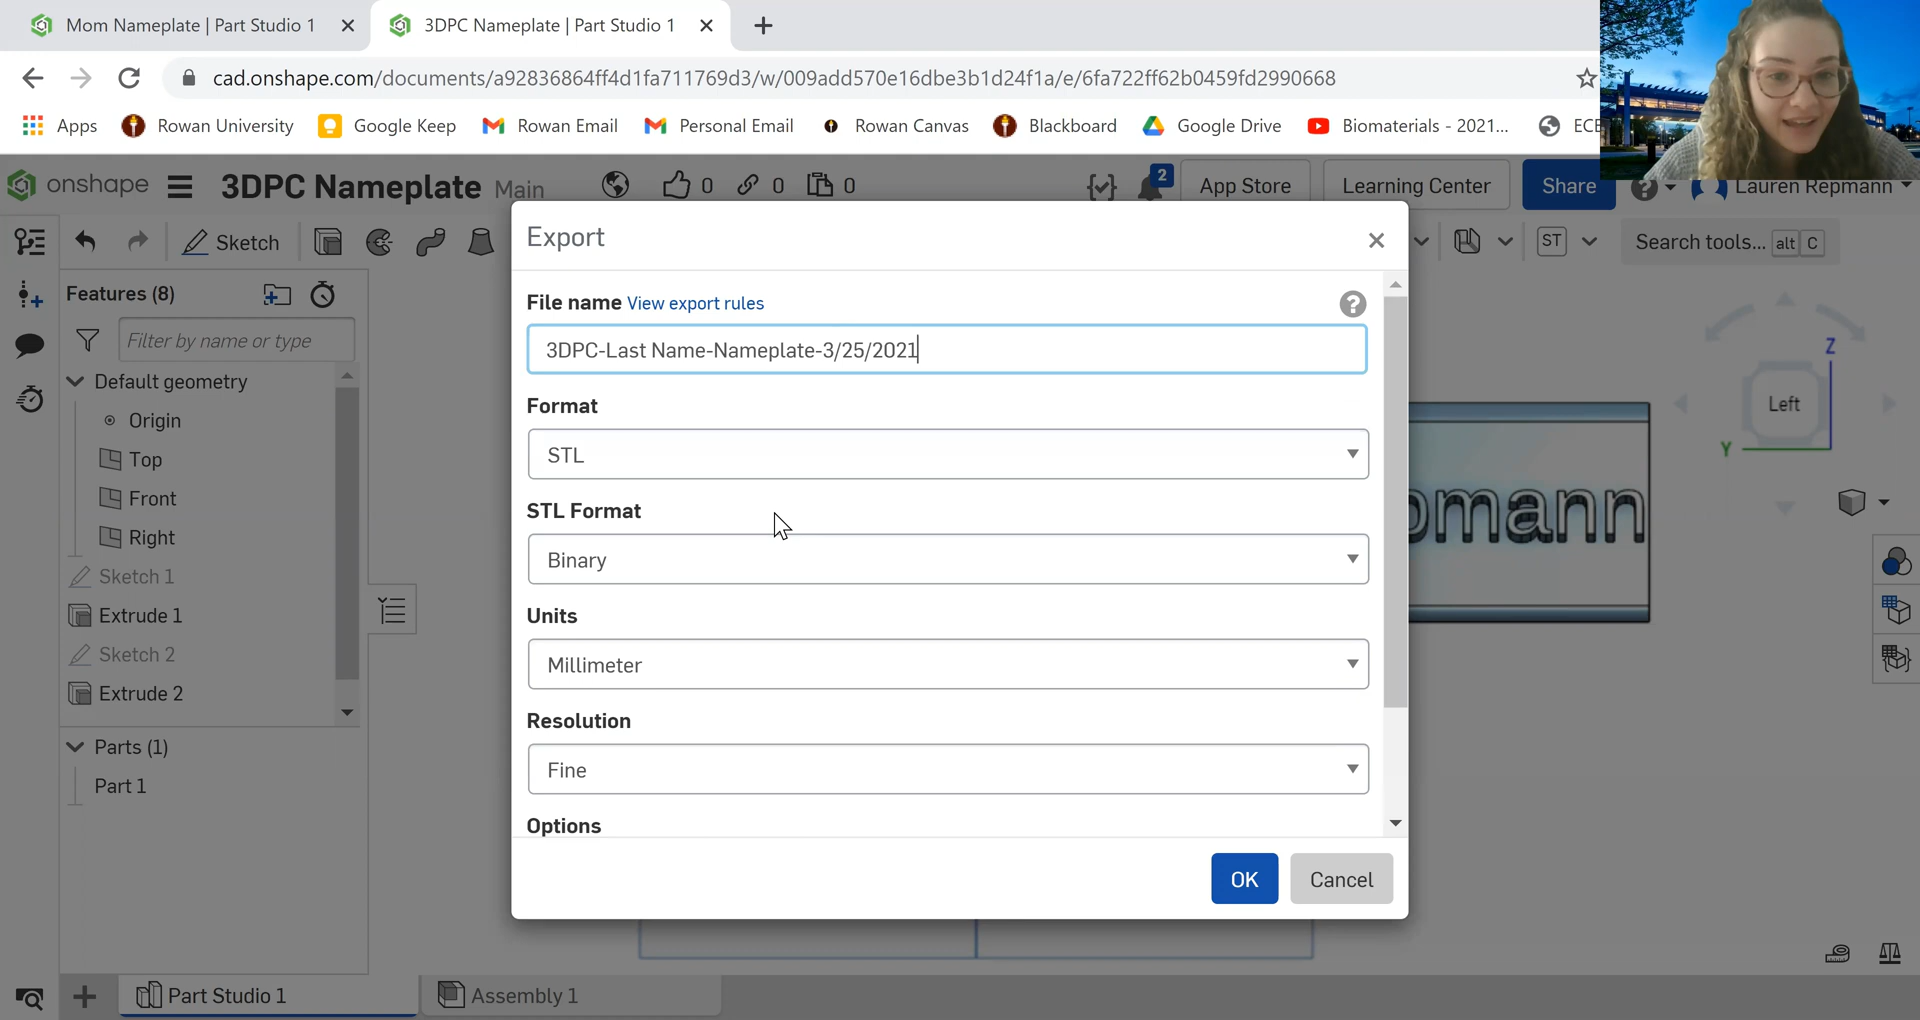 Mom Nameplate | Part Studio 1
3DPC Nameplate | Part Studio 1
cad.onshape.com/documents/a92836864ff4d1fa711769d3/w/009add570e16dbe3b1d24f1a/e/6fa722ff62b0459fd2990668
Apps Rowan University Google Keep Rowan Email Personal Email Rowan Canvas Blackboard Google Drive Biomaterials - 2021...
onshape 3DPC Nameplate Main 0 0 0 2 App Store Learning Center Share Lauren Repmann
Sketch ST Search tools... alt C
Export
Features (8)
Filter by name or type
Default geometry
Origin
Top
Front
Right
Sketch 1
Extrude 1
Sketch 2
Extrude 2
Parts (1)
Part 1
File name View export rules
3DPC-Last Name-Nameplate-3/25/2021
Format
STL
STL Format
Binary
Units
Millimeter
Resolution
Fine
Options
OK Cancel
Z
Left
Y
pmann
Part Studio 1 Assembly 1